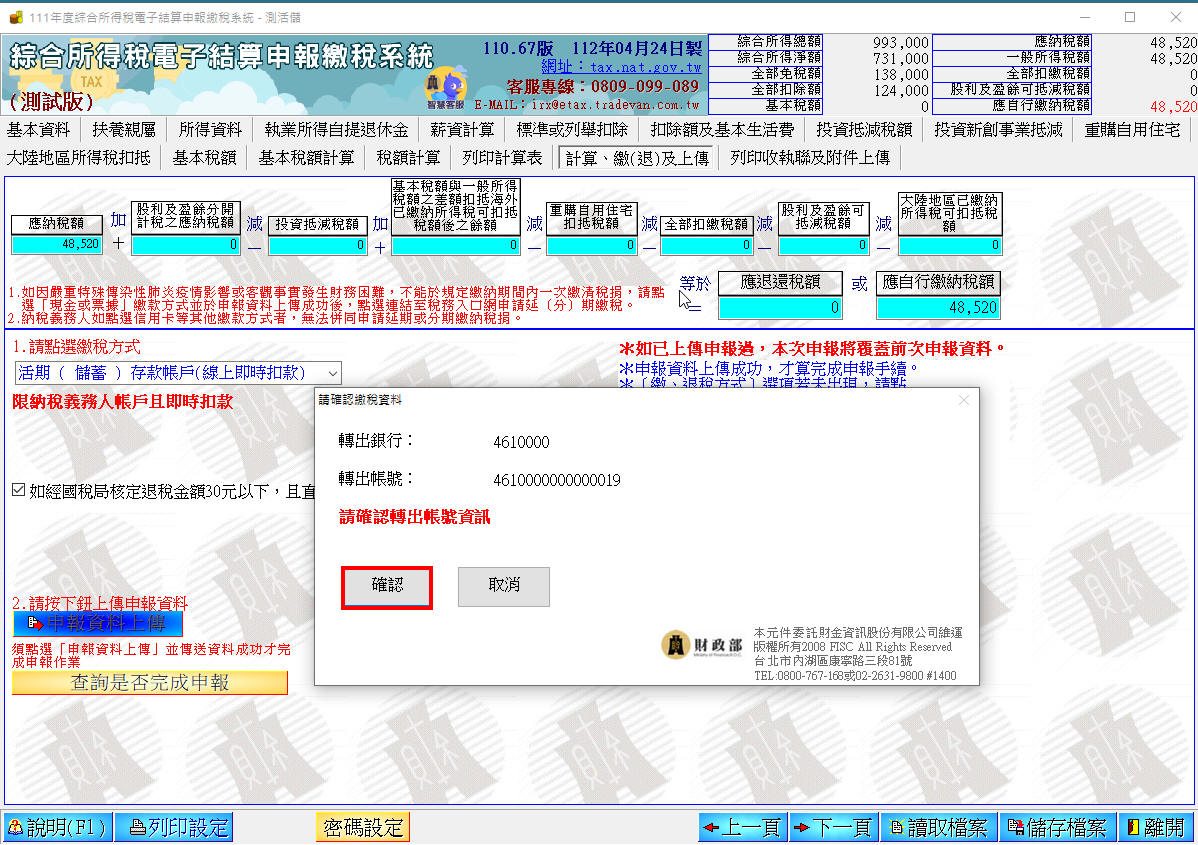 111年度綜合所得稅電子結算申報繳稅系統 - 測活儲
綜合所得稅電子結算申報繳稅系統
TAX
(測試版)
110.67版 112年04月24日製
網址：tax.nat.gov.tw
客服專線：0809-099-089
E-MAIL：irx@etax.tradevan.com.tw
智慧客服
綜合所得總額 993,000 應納稅額 48,520
綜合所得淨額 731,000 一般所得稅額 48,520
全部免稅額 138,000 全部扣繳稅額 0
全部扣除額 124,000 股利及盈餘可抵減稅額 0
基本稅額 0 應自行繳納稅額 48,520
基本資料 扶養親屬 所得資料 執業所得自提退休金 薪資計算 標準或列舉扣除 扣除額及基本生活費 投資抵減稅額 投資新創事業抵減 重購自用住宅
大陸地區所得稅扣抵 基本稅額 基本稅額計算 稅額計算 列印計算表 計算、繳(退)及上傳 列印收執聯及附件上傳
應納稅額
48,520
加
＋
股利及盈餘分開
計稅之應納稅額
0
減
－
投資抵減稅額
0
加
＋
基本稅額與一般所得
稅額之差額扣抵海外
已繳納所得稅可扣抵
稅額後之餘額
0
減
－
重購自用住宅
扣抵稅額
0
減
－
全部扣繳稅額
0
減
－
股利及盈餘可
抵減稅額
0
減
－
大陸地區已繳納
所得稅可扣抵稅
額
0
等於
＝
應退還稅額
0
或
應自行繳納稅額
48,520
1.如因嚴重特殊傳染性肺炎疫情影響或客觀事實發生財務困難，不能於規定繳納期間內一次繳清稅捐，請點
選「現金或票據」繳款方式並於申報資料上傳成功後，點選連結至稅務入口網申請延（分）期繳稅。
2.納稅義務人如點選信用卡等其他繳款方式者，無法併同申請延期或分期繳納稅捐。
1.請點選繳稅方式
活期（ 儲蓄 ）存款帳戶(線上即時扣款)
限納稅義務人帳戶且即時扣款
＊如已上傳申報過，本次申報將覆蓋前次申報資料。
＊申報資料上傳成功，才算完成申報手續。
＊〔繳、退稅方式〕選項若未出現，請點
如經國稅局核定退稅金額30元以下，且直
2.請按下鈕上傳申報資料
申報資料上傳
須點選「申報資料上傳」並傳送資料成功才完
成申報作業
查詢是否完成申報
請確認繳稅資料
轉出銀行： 4610000
轉出帳號： 4610000000000019
請確認轉出帳號資訊
確認 取消
財政部
本元件委託財金資訊股份有限公司維運
版權所有2008 FISC All Rights Reserved
台北市內湖區康寧路三段81號
TEL:0800-767-168或02-2631-9800 #1400
說明(F1) 列印設定 密碼設定 上一頁 下一頁 讀取檔案 儲存檔案 離開